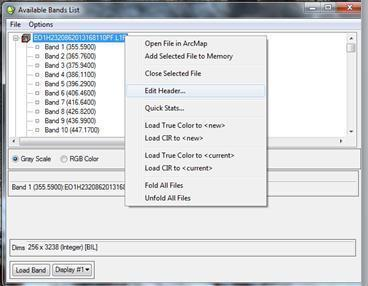 Available Bands List
File Options
EO1H2320862013168110PF.L1R
Band 1 (355.5900)
Band 2 (365.7600)
Band 3 (375.9400)
Band 4 (386.1100)
Band 5 (396.2900)
Band 6 (406.4600)
Band 7 (416.6400)
Band 8 (426.8200)
Band 9 (436.9900)
Band 10 (447.1700)
Open File in ArcMap
Add Selected File to Memory
Close Selected File
Edit Header...
Quick Stats...
Load True Color to <new>
Load CIR to <new>
Load True Color to <current>
Load CIR to <current>
Fold All Files
Unfold All Files
Gray Scale RGB Color
Band 1 (355.5900):EO1H2320862013168
Dims 256 x 3238 (Integer) [BIL]
Load Band Display #1